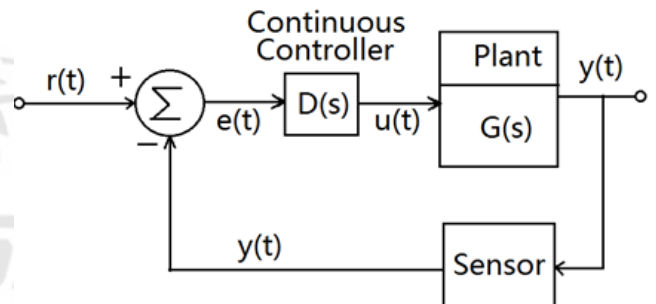 Continuous
Controller
Plant
r(t)
+
Σ
e(t)
D(s)
u(t)
G(s)
y(t)
−
y(t)
Sensor